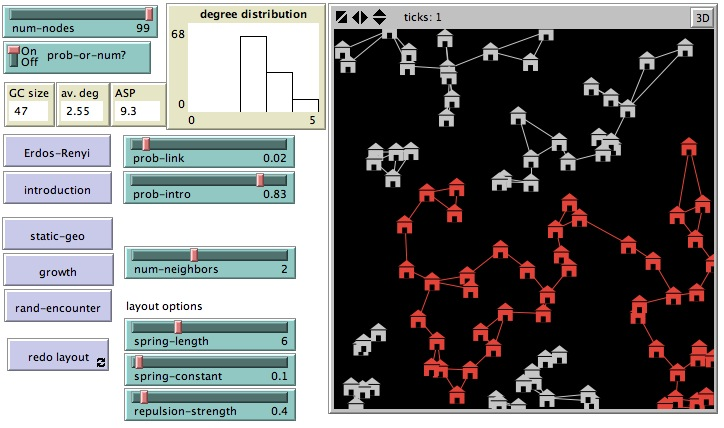 num-nodes 99
On
Off
prob-or-num?
GC size
47
av. deg
2.55
ASP
9.3
degree distribution
68
0
0 5
Erdos-Renyi
prob-link 0.02
introduction
prob-intro 0.83
static-geo
growth
num-neighbors 2
rand-encounter
layout options
spring-length 6
redo layout
spring-constant 0.1
repulsion-strength 0.4
ticks: 1
3D